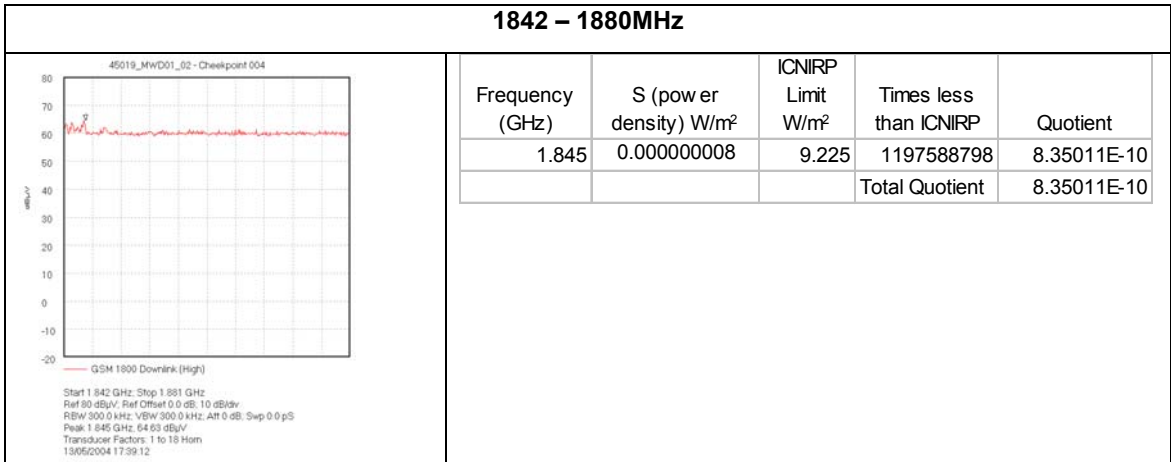 1842 – 1880MHz
45019_MWD01_02 - Cheekpoint 004
80
70
60
50
40
30
20
10
0
-10
-20
dBµV
GSM 1800 Downlink (High)
Start 1.842 GHz; Stop 1.881 GHz
Ref 80 dBµV; Ref Offset 0.0 dB; 10 dB/div
RBW 300.0 kHz; VBW 300.0 kHz; Att 0 dB; Swp 0.0 pS
Peak 1.845 GHz, 64.63 dBµV
Transducer Factors: 1 to 18 Horn
13/05/2004 17:39:12
Frequency (GHz) S (pow er density) W/m² ICNIRP Limit W/m² Times less than ICNIRP Quotient
1.845 0.000000008 9.225 1197588798 8.35011E-10
Total Quotient 8.35011E-10